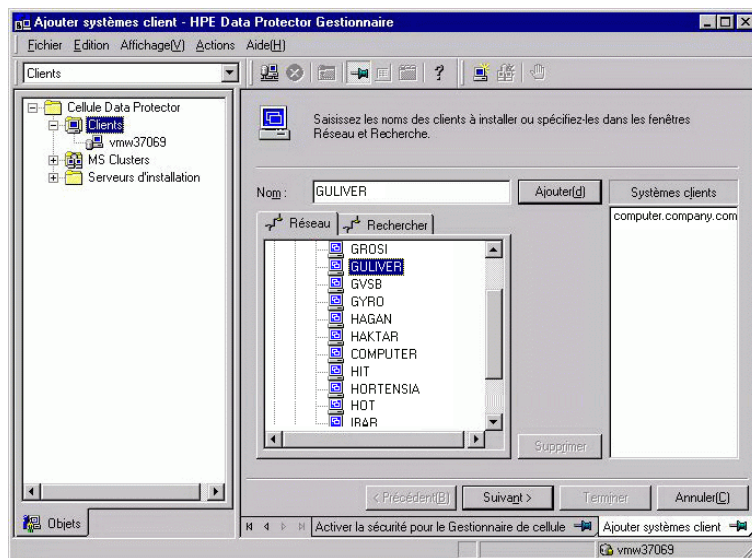 Ajouter systèmes client - HPE Data Protector Gestionnaire
Fichier Edition Affichage(V) Actions Aide(H)
Clients
Cellule Data Protector
Clients
vmw37069
MS Clusters
Serveurs d'installation
Objets
Saisissez les noms des clients à installer ou spécifiez-les dans les fenêtres
Réseau et Recherche.
Nom :
GULIVER
Ajouter(d)
Systèmes clients
computer.company.com
Réseau
Rechercher
GROSI
GULIVER
GVSB
GYRO
HAGAN
HAKTAR
COMPUTER
HIT
HORTENSIA
HOT
IRAR
Supprimer
< Précédent(B)
Suivant >
Terminer
Annuler(C)
Activer la sécurité pour le Gestionnaire de cellule
Ajouter systèmes client
vmw37069